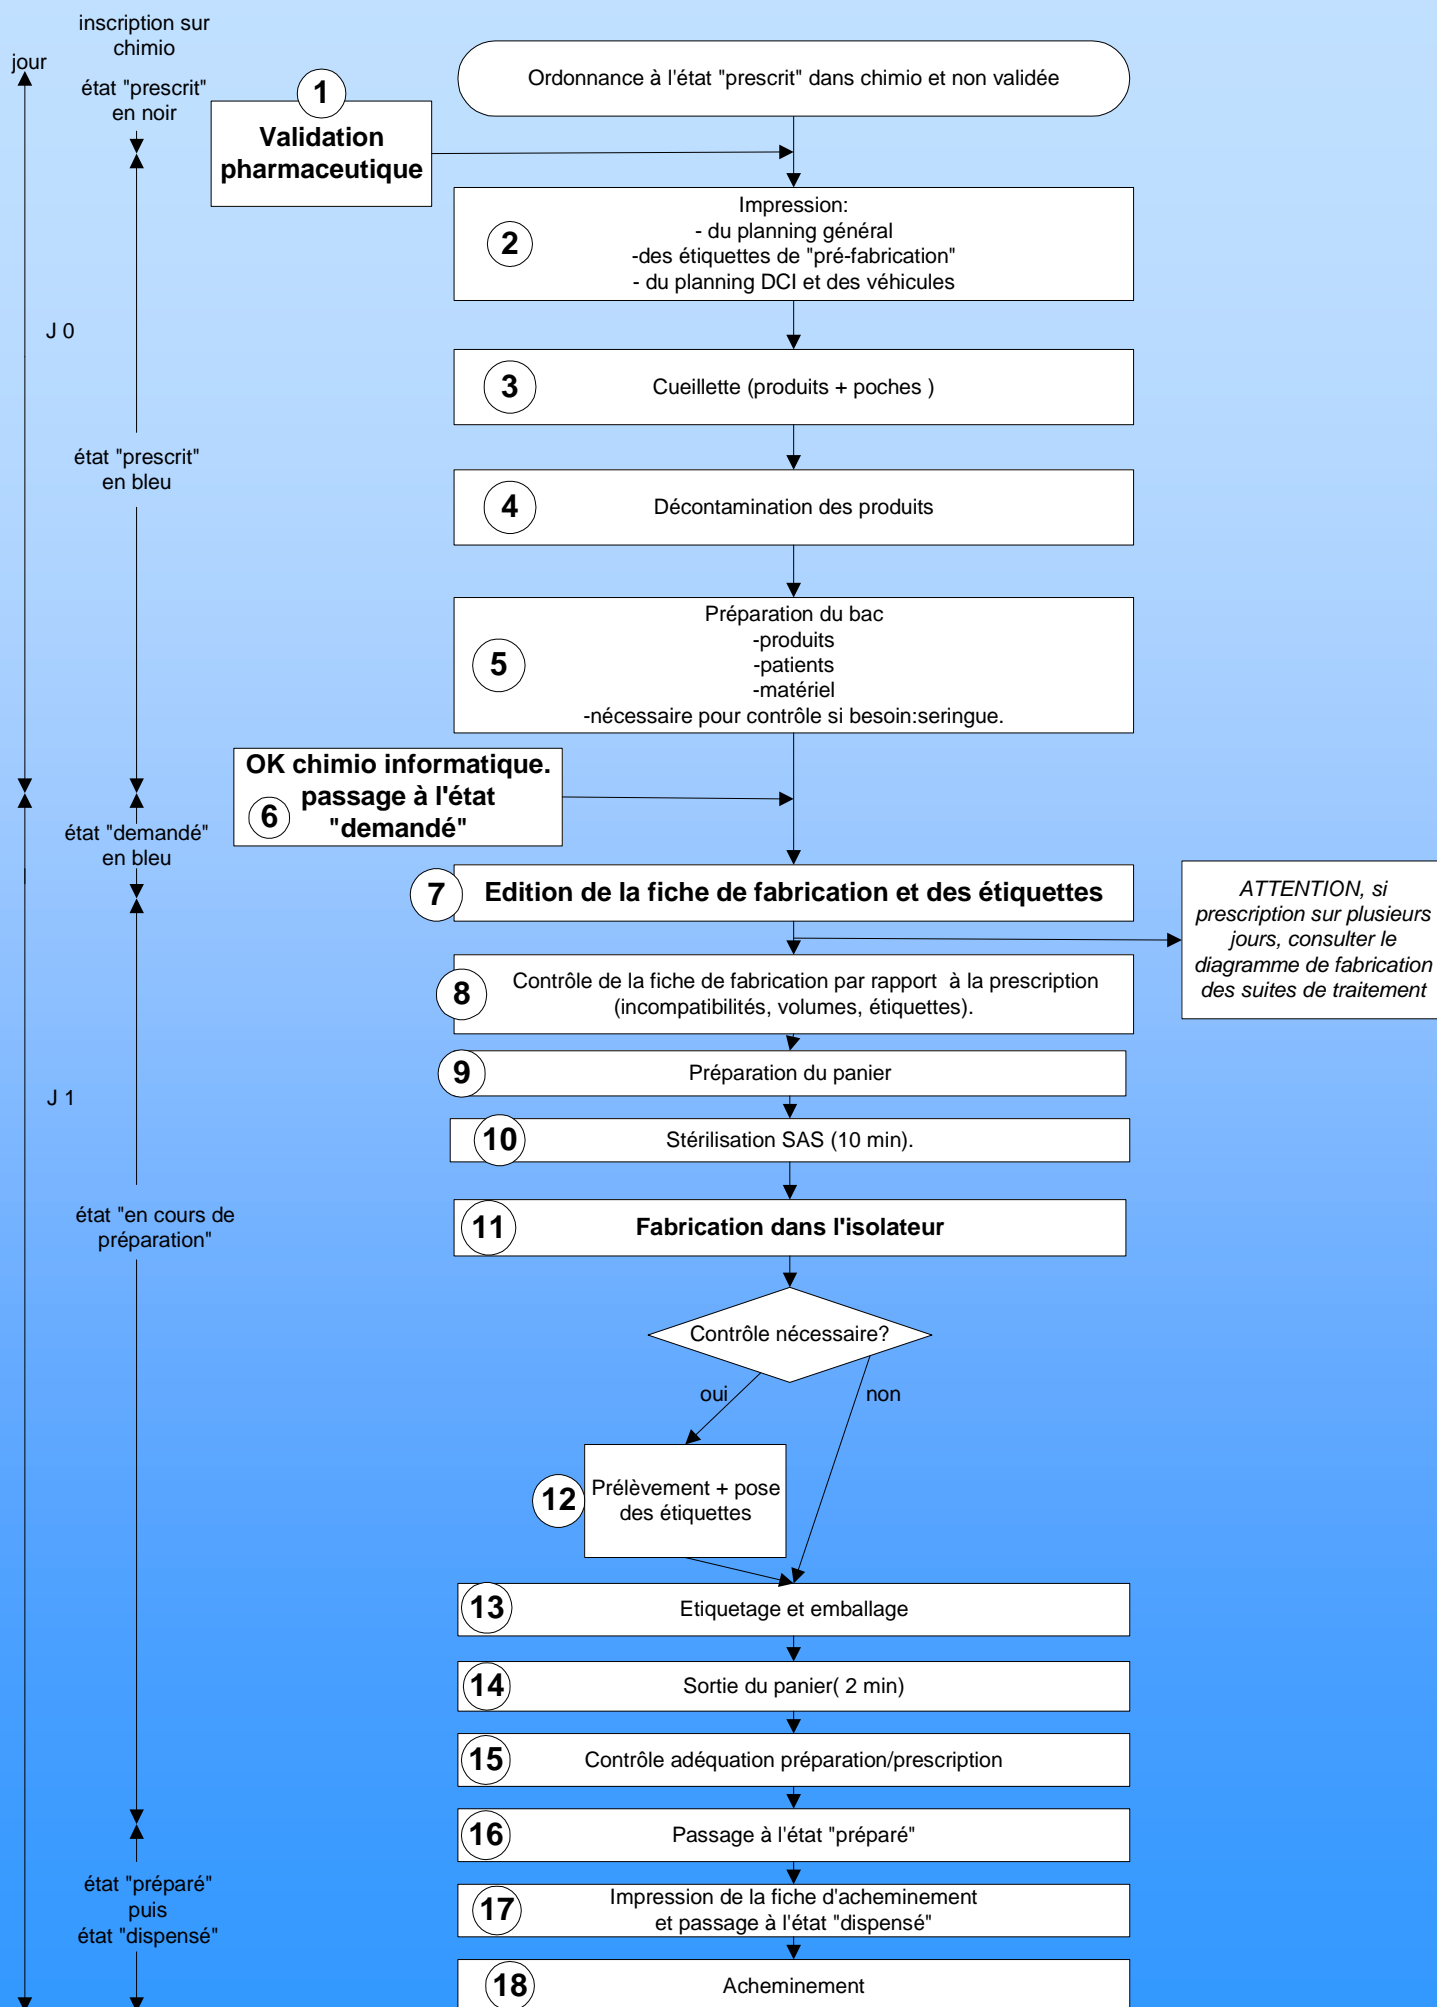 inscription sur
chimio
jour
état "prescrit"
en noir
Ordonnance à l'état "prescrit" dans chimio et non validée
1
Validation
pharmaceutique
2
Impression:
- du planning général
-des étiquettes de "pré-fabrication"
- du planning DCI et des véhicules
J 0
3
Cueillette (produits + poches )
état "prescrit"
en bleu
4
Décontamination des produits
5
Préparation du bac
-produits
-patients
-matériel
-nécessaire pour contrôle si besoin:seringue.
OK chimio informatique.
passage à l'état
"demandé"
6
état "demandé"
en bleu
7
Edition de la fiche de fabrication et des étiquettes
ATTENTION, si
prescription sur plusieurs
jours, consulter le
diagramme de fabrication
des suites de traitement
8
Contrôle de la fiche de fabrication par rapport  à la prescription
(incompatibilités, volumes, étiquettes).
9
Préparation du panier
J 1
10
Stérilisation SAS (10 min).
état "en cours de
préparation"
11
Fabrication dans l'isolateur
Contrôle nécessaire?
oui
non
12
Prélèvement + pose
des étiquettes
13
Etiquetage et emballage
14
Sortie du panier( 2 min)
15
Contrôle adéquation préparation/prescription
16
Passage à l'état "préparé"
état "préparé"
puis
état "dispensé"
17
Impression de la fiche d'acheminement
et passage à l'état "dispensé"
18
Acheminement